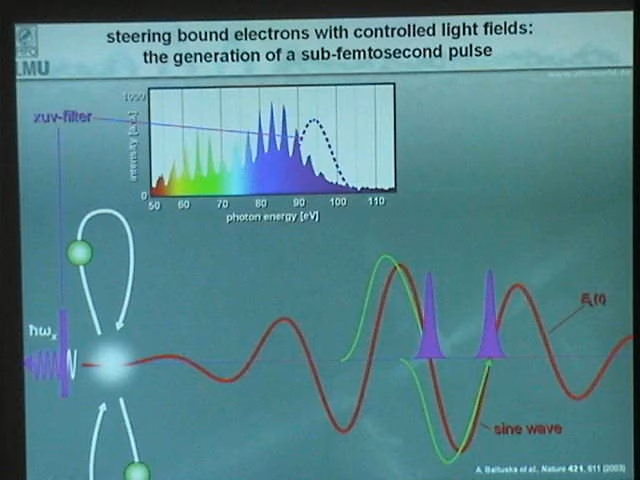 steering bound electrons with controlled light fields:
the generation of a sub-femtosecond pulse
LMU
1000
xuv-filter
intensity [a.u.]
0
50 60 70 80 90 100 110
photon energy [eV]
ħωₓ
E_L(t)
sine wave
A. Baltuska et al., Nature 421, 611 (2003)